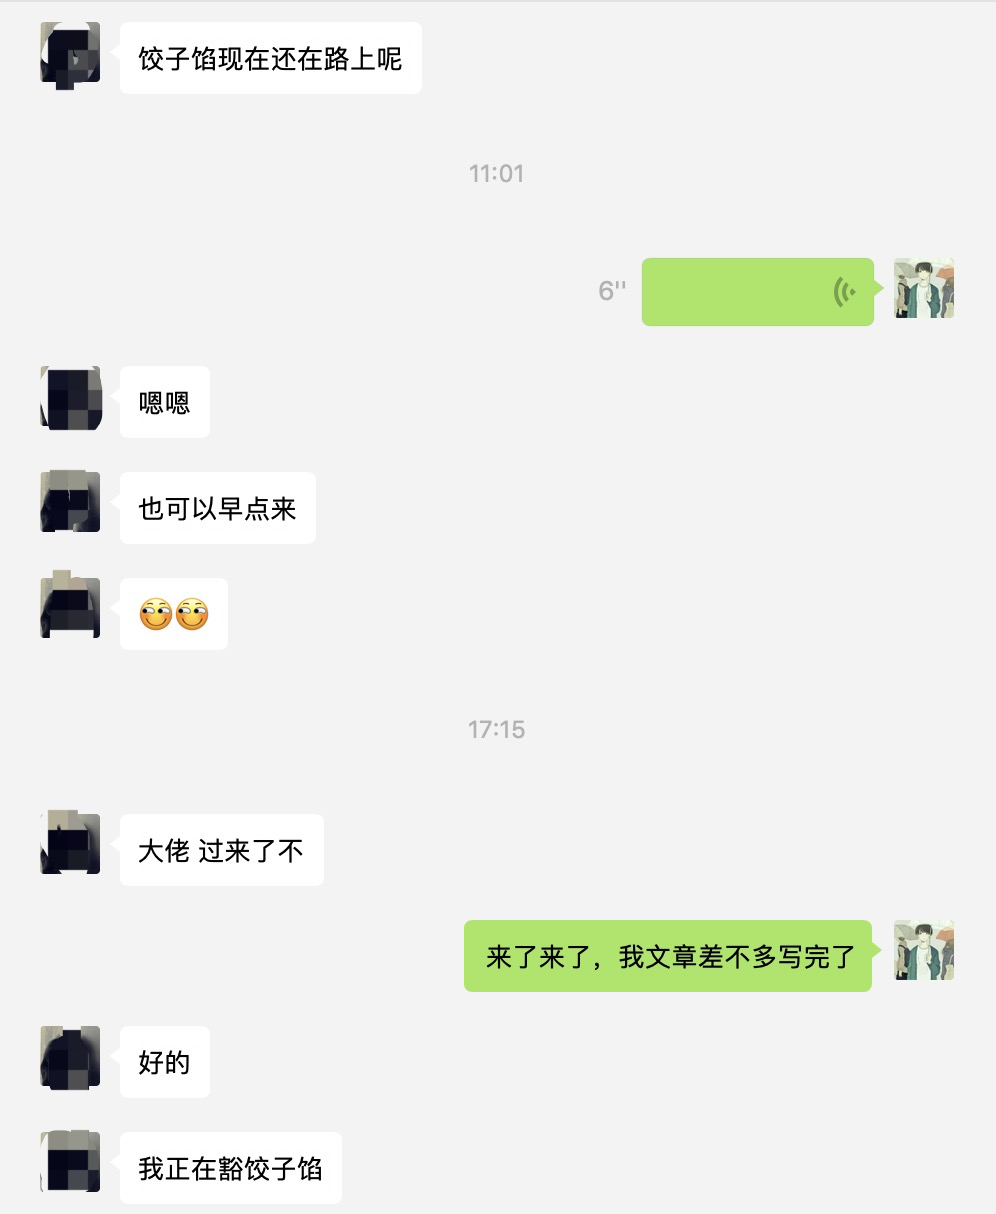 饺子馅现在还在路上呢
11:01
6''
嗯嗯
也可以早点来
17:15
大佬 过来了不
来了来了，我文章差不多写完了
好的
我正在豁饺子馅